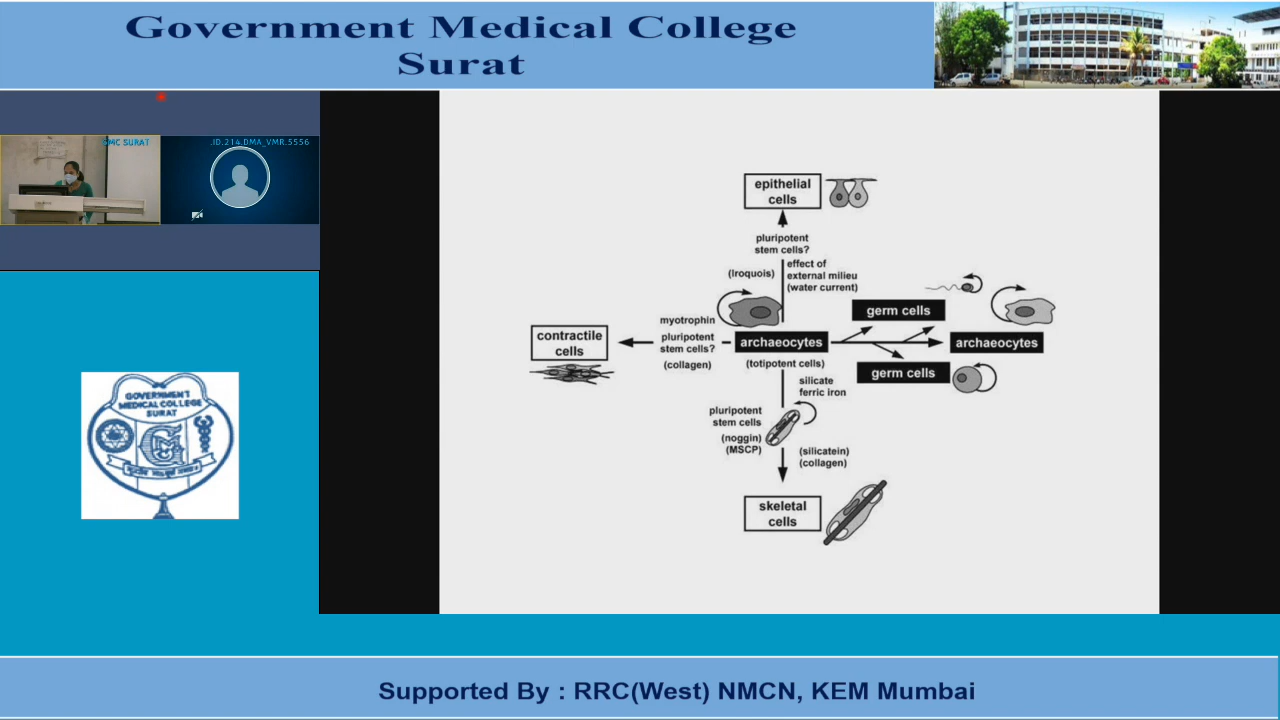 Government Medical College
Surat
SMC SURAT
.ID.214.DMA_VMR.5556
GOVERNMENT
MEDICAL COLLEGE
SURAT
epithelial
cells
pluripotent
stem cells?
(Iroquois)
effect of
external milieu
(water current)
germ cells
myotrophin
contractile
cells
pluripotent
stem cells?
(collagen)
archaeocytes
archaeocytes
(totipotent cells)
germ cells
silicate
ferric iron
pluripotent
stem cells
(noggin)
(MSCP)
(silicatein)
(collagen)
skeletal
cells
Supported By : RRC(West) NMCN, KEM Mumbai